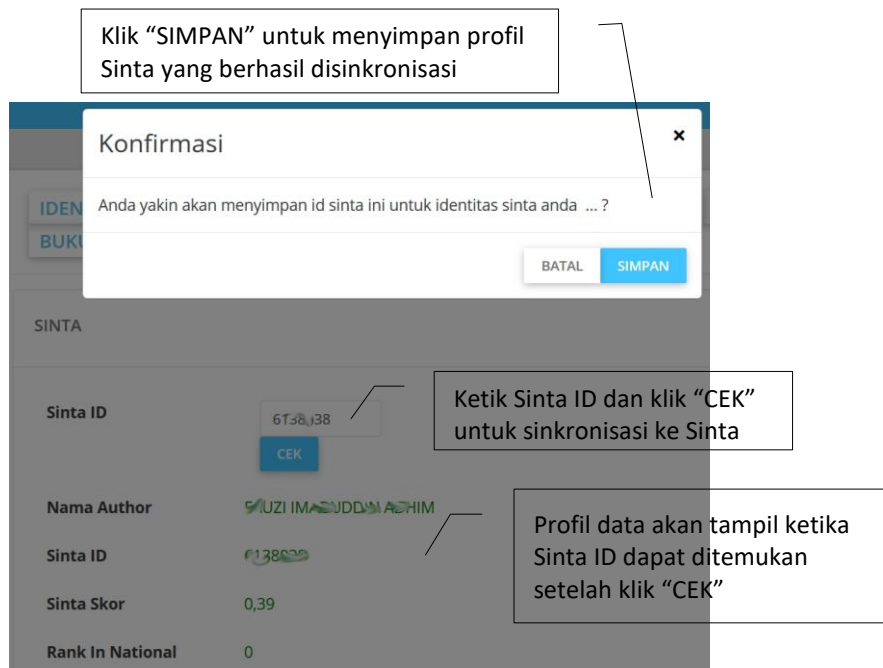 Klik “SIMPAN” untuk menyimpan profil
Sinta yang berhasil disinkronisasi
Konfirmasi
×
Anda yakin akan menyimpan id sinta ini untuk identitas sinta anda ... ?
IDEN
BUKU
BATAL SIMPAN
SINTA
Sinta ID
CEK
Ketik Sinta ID dan klik “CEK”
untuk sinkronisasi ke Sinta
Nama Author
Sinta ID
Profil data akan tampil ketika
Sinta ID dapat ditemukan
setelah klik “CEK”
Sinta Skor 0,39
Rank In National 0